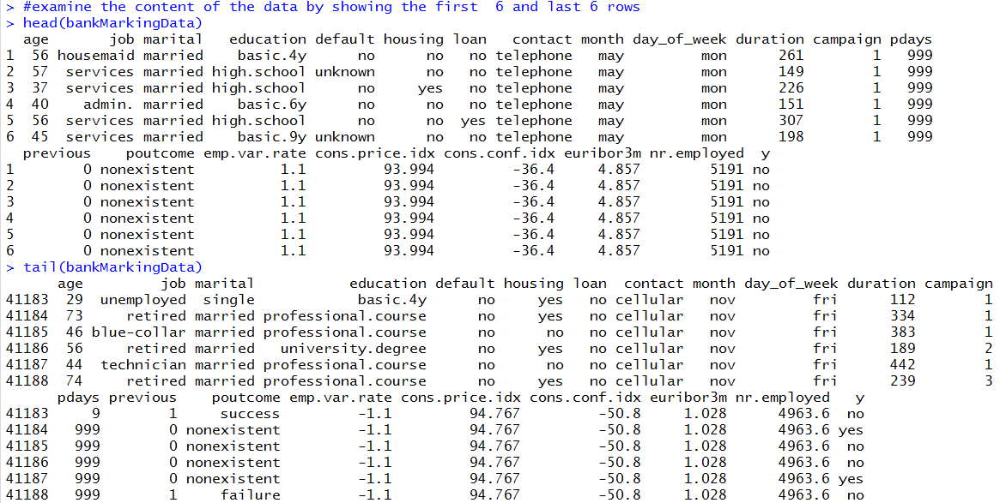 > #examine the content of the data by showing the first  6 and last 6 rows
> head(bankMarkingData)
  age       job marital   education default housing loan   contact month day_of_week duration campaign pdays
1  56 housemaid married    basic.4y      no      no   no telephone   may         mon      261        1   999
2  57  services married high.school unknown      no   no telephone   may         mon      149        1   999
3  37  services married high.school      no     yes   no telephone   may         mon      226        1   999
4  40    admin. married    basic.6y      no      no   no telephone   may         mon      151        1   999
5  56  services married high.school      no      no  yes telephone   may         mon      307        1   999
6  45  services married    basic.9y unknown      no   no telephone   may         mon      198        1   999
  previous    poutcome emp.var.rate cons.price.idx cons.conf.idx euribor3m nr.employed  y
1        0 nonexistent          1.1         93.994         -36.4     4.857        5191 no
2        0 nonexistent          1.1         93.994         -36.4     4.857        5191 no
3        0 nonexistent          1.1         93.994         -36.4     4.857        5191 no
4        0 nonexistent          1.1         93.994         -36.4     4.857        5191 no
5        0 nonexistent          1.1         93.994         -36.4     4.857        5191 no
6        0 nonexistent          1.1         93.994         -36.4     4.857        5191 no
> tail(bankMarkingData)
      age         job marital           education default housing loan  contact month day_of_week duration campaign
41183  29  unemployed  single            basic.4y      no     yes   no cellular   nov         fri      112        1
41184  73     retired married professional.course      no     yes   no cellular   nov         fri      334        1
41185  46 blue-collar married professional.course      no      no   no cellular   nov         fri      383        1
41186  56     retired married   university.degree      no     yes   no cellular   nov         fri      189        2
41187  44  technician married professional.course      no      no   no cellular   nov         fri      442        1
41188  74     retired married professional.course      no     yes   no cellular   nov         fri      239        3
      pdays previous    poutcome emp.var.rate cons.price.idx cons.conf.idx euribor3m nr.employed   y
41183     9        1     success         -1.1         94.767         -50.8     1.028      4963.6  no
41184   999        0 nonexistent         -1.1         94.767         -50.8     1.028      4963.6 yes
41185   999        0 nonexistent         -1.1         94.767         -50.8     1.028      4963.6  no
41186   999        0 nonexistent         -1.1         94.767         -50.8     1.028      4963.6  no
41187   999        0 nonexistent         -1.1         94.767         -50.8     1.028      4963.6 yes
41188   999        1     failure         -1.1         94.767         -50.8     1.028      4963.6  no